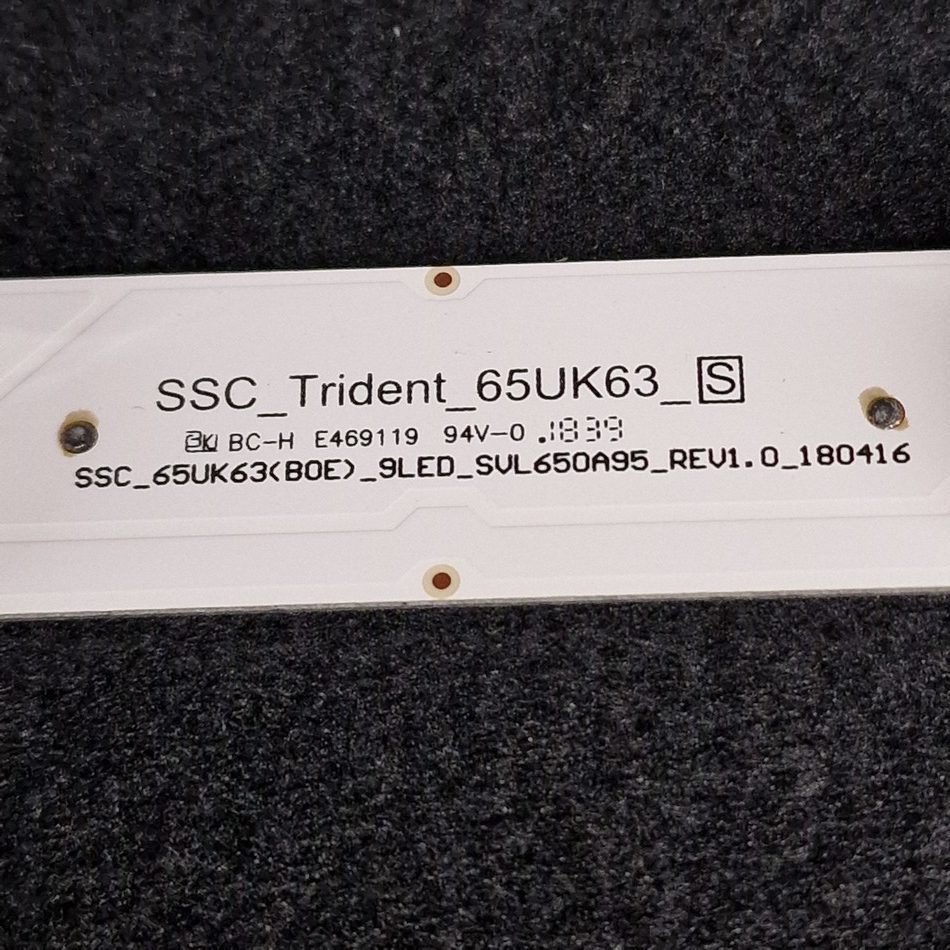 SSC_Trident_65UK63_S
BC-H E469119 94V-0 .1839
SSC_65UK63(BOE)_9LED_SVL650A95_REV1.0_180416